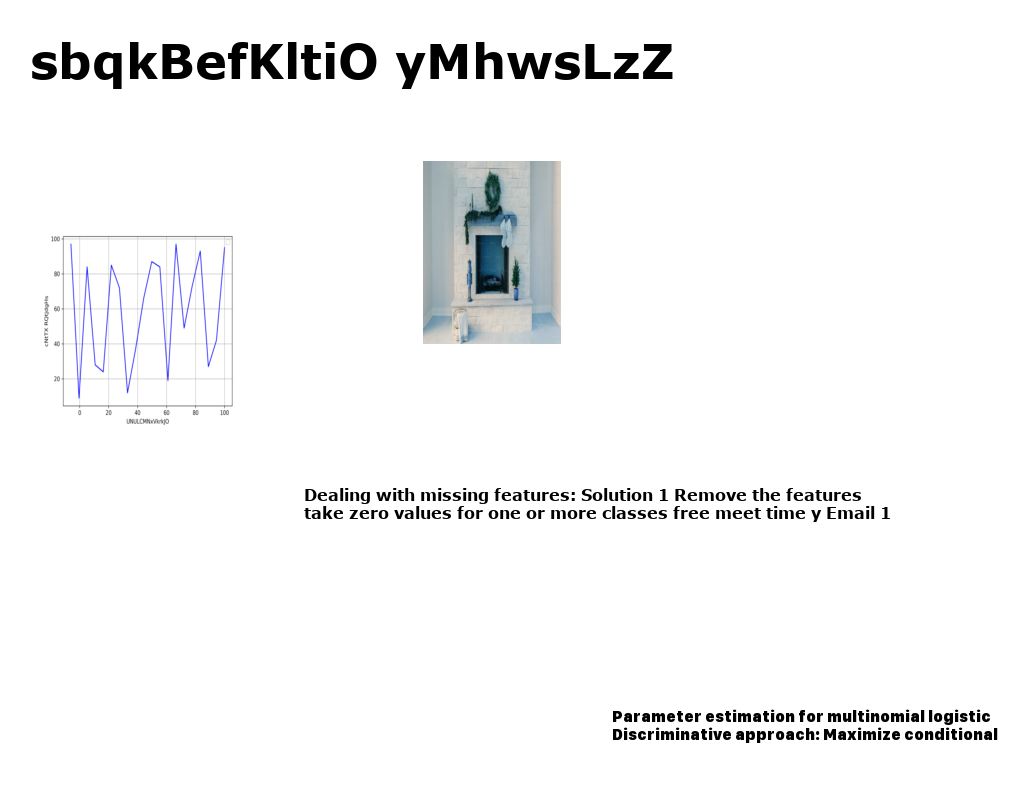 sbqkBefKltiO yMhwsLzZ
100
80
60
40
20
0 20 40 60 80 100
UNULCMNxVkrkJO
Dealing with missing features: Solution 1 Remove the features
take zero values for one or more classes free meet time y Email 1
Parameter estimation for multinomial logistic
Discriminative approach: Maximize conditional